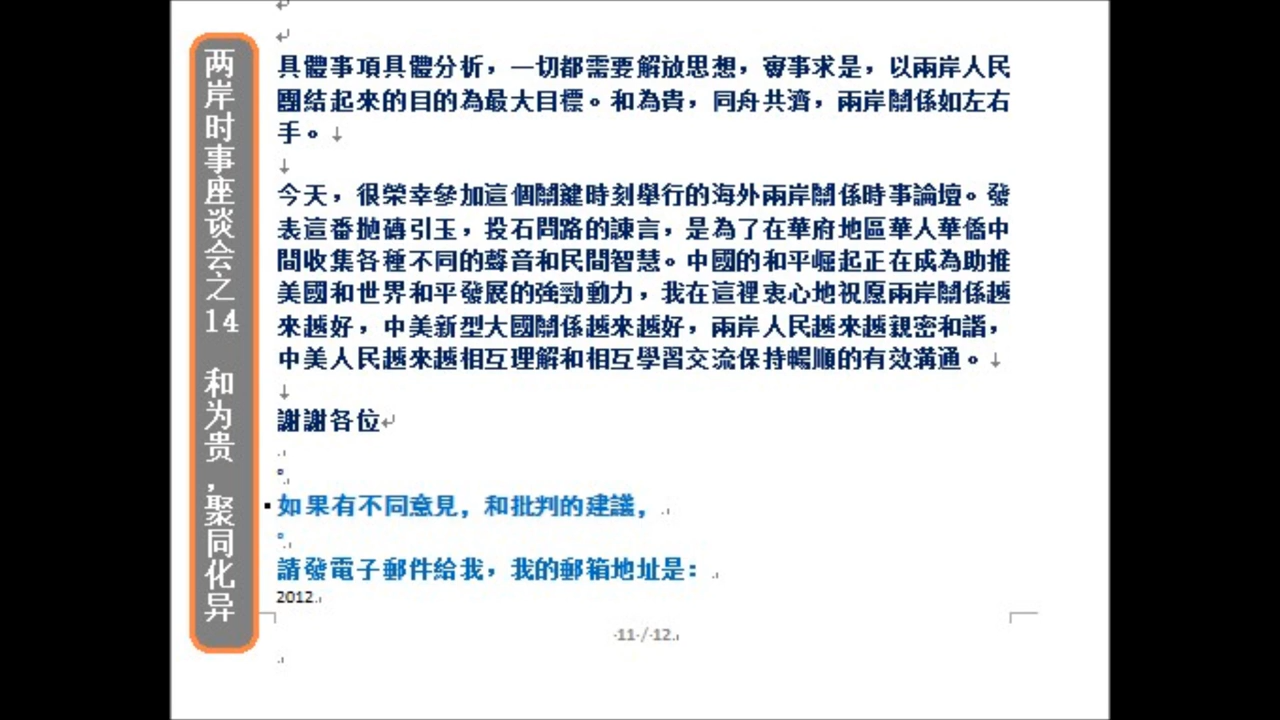 两岸时事座谈会之14 和为贵,聚同化异
具體事項具體分析，一切都需要解放思想，審事求是，以兩岸人民
團結起來的目的為最大目標。和為貴，同舟共濟，兩岸關係如左右
手。
今天，很榮幸參加這個關鍵時刻舉行的海外兩岸關係時事論壇。發
表這番拋磚引玉，投石問路的諫言，是為了在華府地區華人華僑中
間收集各種不同的聲音和民間智慧。中國的和平崛起正在成為助推
美國和世界和平發展的強勁動力，我在這裡衷心地祝愿兩岸關係越
來越好，中美新型大國關係越來越好，兩岸人民越來越親密和諧，
中美人民越來越相互理解和相互學習交流保持暢順的有效溝通。
謝謝各位
如果有不同意見，和批判的建議，
請發電子郵件給我，我的郵箱地址是：
2012
11 / 12